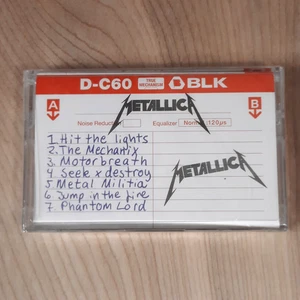 D-C60 TRUE MECHANISM BLK
A METALLICA B
Noise Reduction Equalizer Normal 120µs
1. Hit the lights
2. The Mechanix
3. Motorbreath
4 Seek x destroy
5 Metal Militia
6 Jump in the fire
7 Phantom Lord
METALLICA